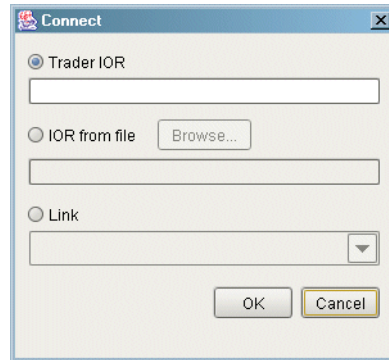 Connect
Trader IOR
IOR from file Browse...
Link
OK Cancel